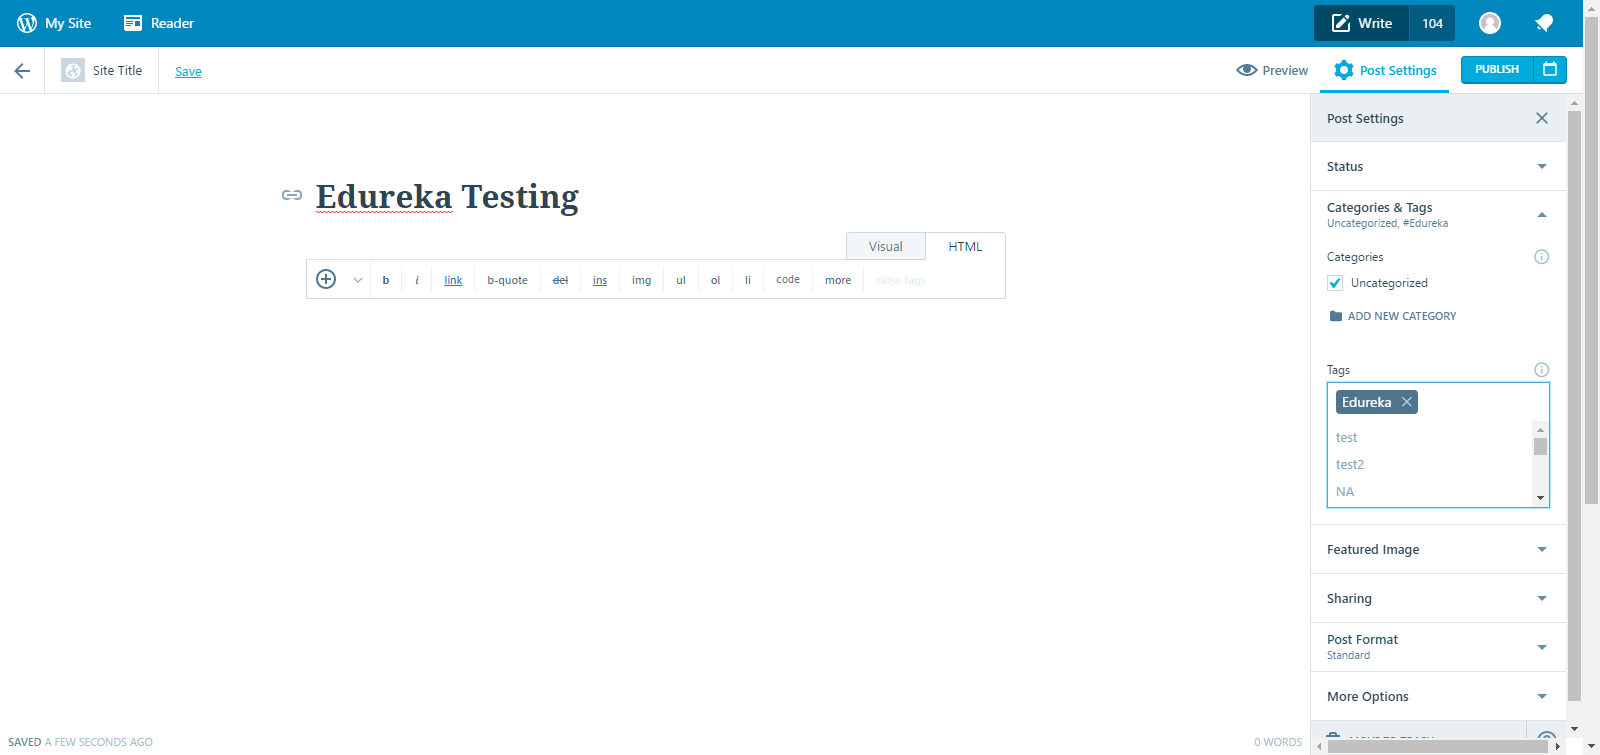 My Site
Reader
Write
104
Site Title
Save
Preview
Post Settings
PUBLISH
Post Settings
Status
Categories & Tags
Uncategorized, #Edureka
Edureka Testing
Visual
HTML
b
i
link
b-quote
del
ins
img
ul
ol
li
code
more
close tags
Categories
Uncategorized
ADD NEW CATEGORY
Tags
Edureka
test
test2
NA
Featured Image
Sharing
Post Format
Standard
More Options
SAVED A FEW SECONDS AGO
0 WORDS